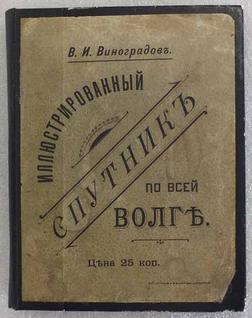 В. И. Виноградовъ.
ИЛЛЮСТРИРОВАННЫЙ
СПУТНИКЪ
ПО ВСЕЙ
ВОЛГѢ.
Цѣна 25 коп.